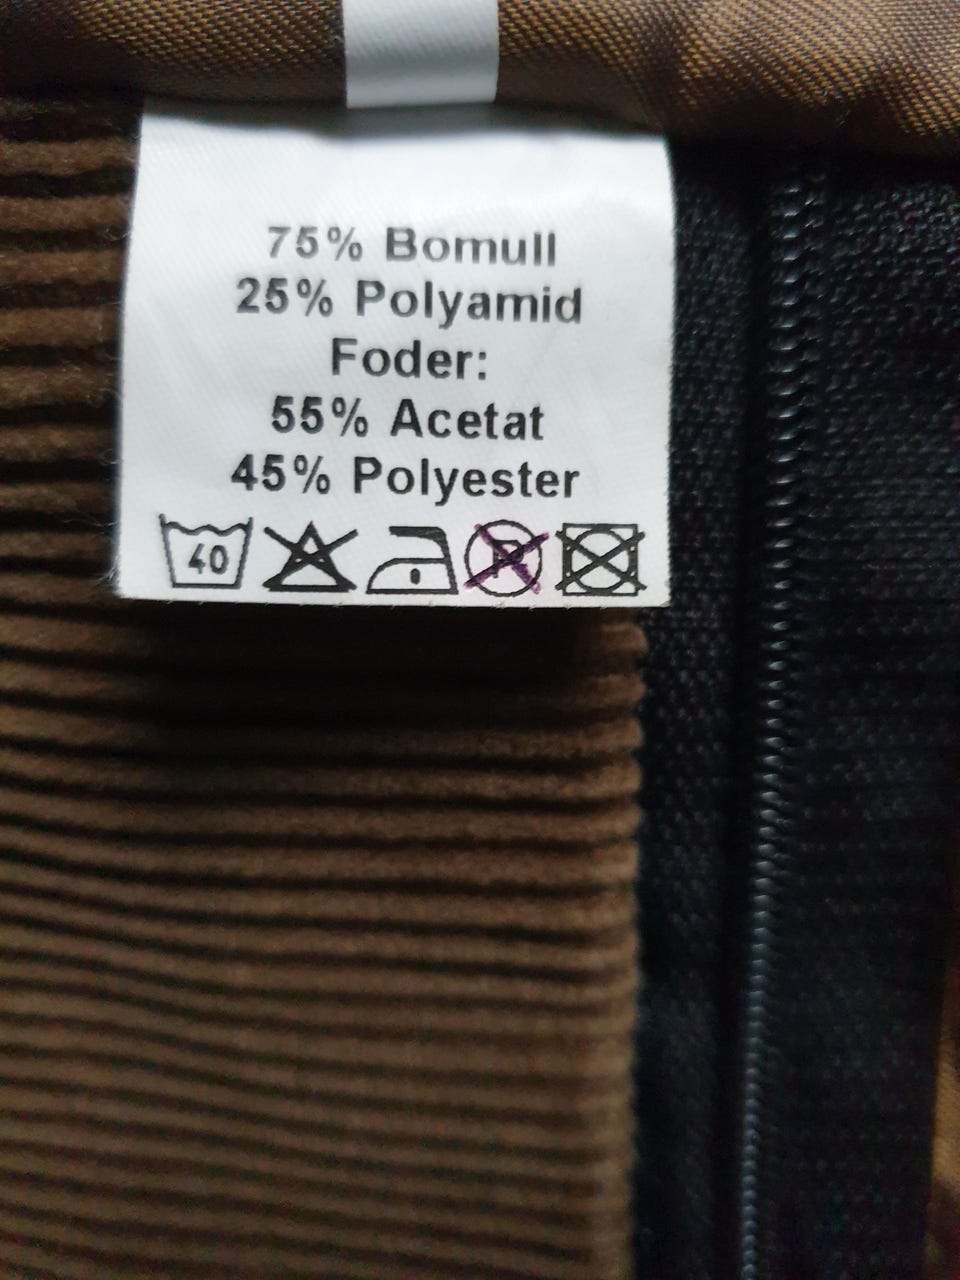 75% Bomull
25% Polyamid
Foder:
55% Acetat
45% Polyester
40 P